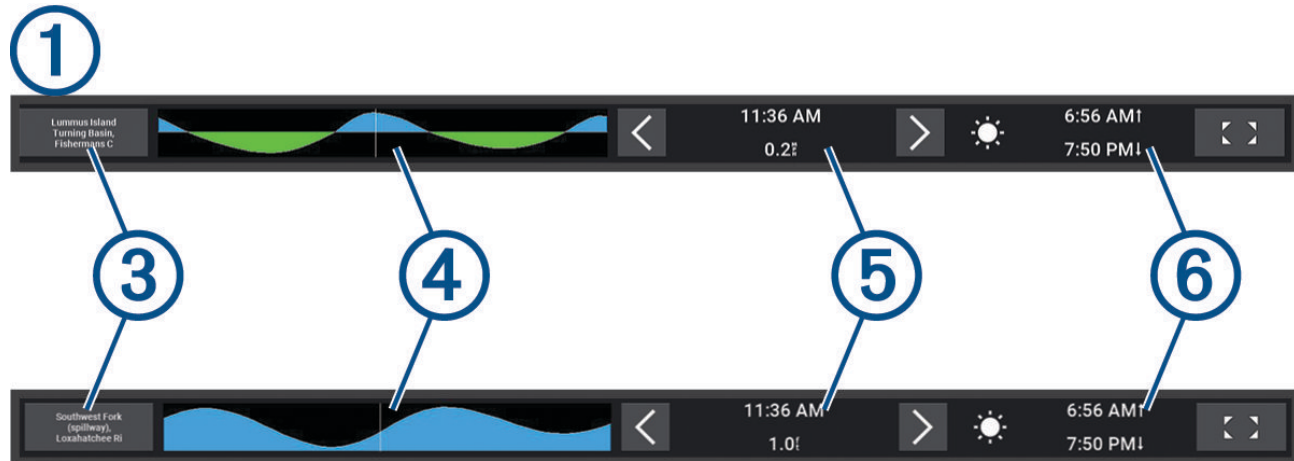 1
Lummus Island
Turning Basin,
Fishermans C
11:36 AM
0.2
6:56 AM↑
7:50 PM↓
3
4
5
6
Southwest Fork
(spillway),
Loxahatchee Ri
11:36 AM
1.0
6:56 AM↑
7:50 PM↓